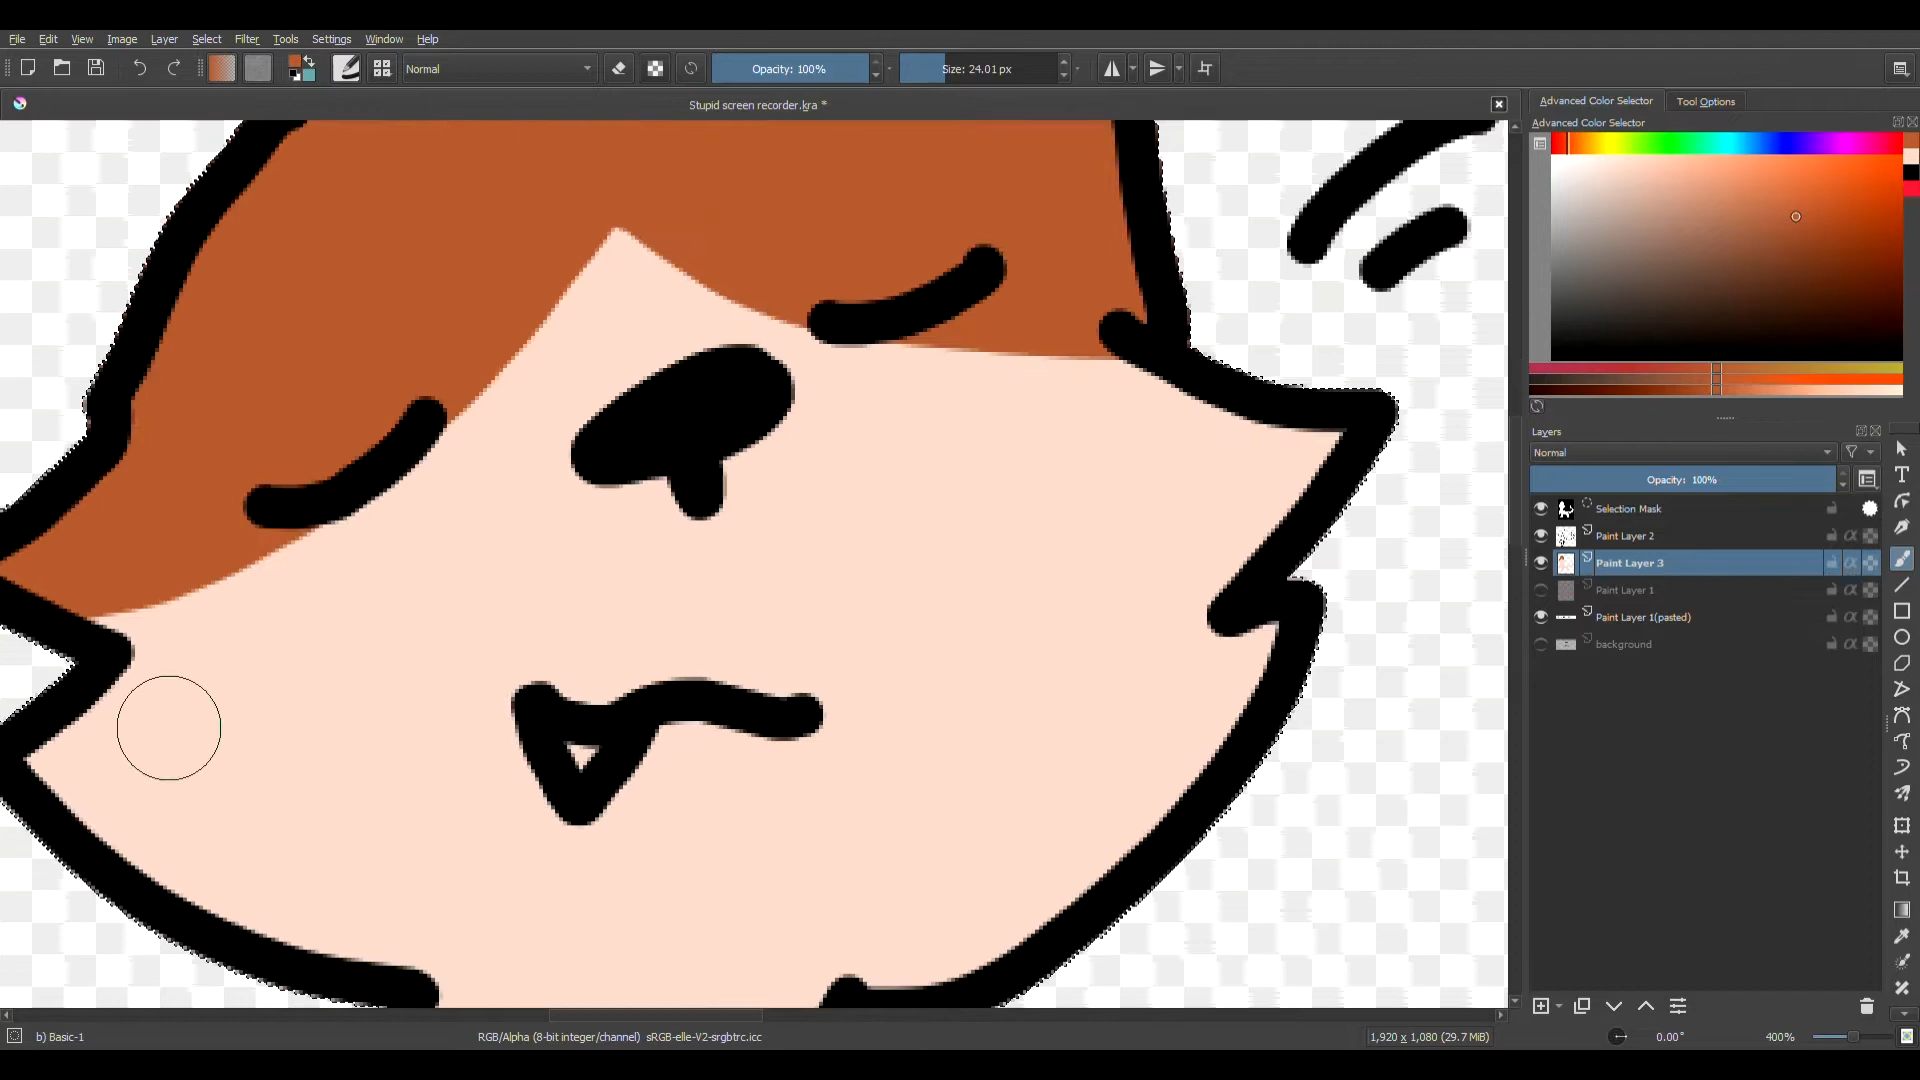 File Edit View Image Layer Select Filter Tools Settings Window Help
Normal Opacity: 100% Size: 24.01 px
Stupid screen recorder.kra *
Advanced Color Selector Tool Options
Advanced Color Selector
Layers
Normal
Opacity: 100%
Selection Mask
Paint Layer 2
Paint Layer 3
Paint Layer 1
Paint Layer 1(pasted)
background
b) Basic-1 RGB/Alpha (8-bit integer/channel) sRGB-elle-V2-srgbtrc.icc 1,920 x 1,080 (29.7 MiB) 0.00° 400%